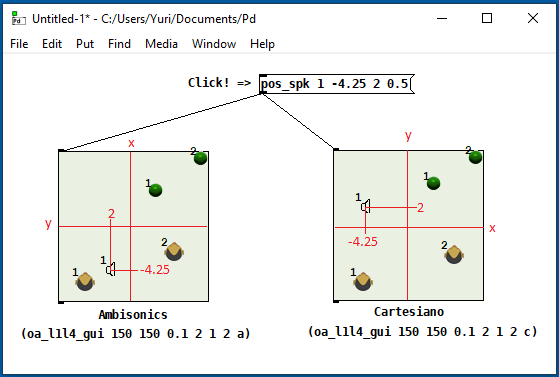 Untitled-1* - C:/Users/Yuri/Documents/Pd
File Edit Put Find Media Window Help
Click! => pos_spk 1 -4.25 2 0.5
x
y
2
1
2
1
2
1
-4.25
1
Ambisonics
(oa_l1l4_gui 150 150 0.1 2 1 2 a)
y
2
1
1
2
x
-4.25
2
1
Cartesiano
(oa_l1l4_gui 150 150 0.1 2 1 2 c)